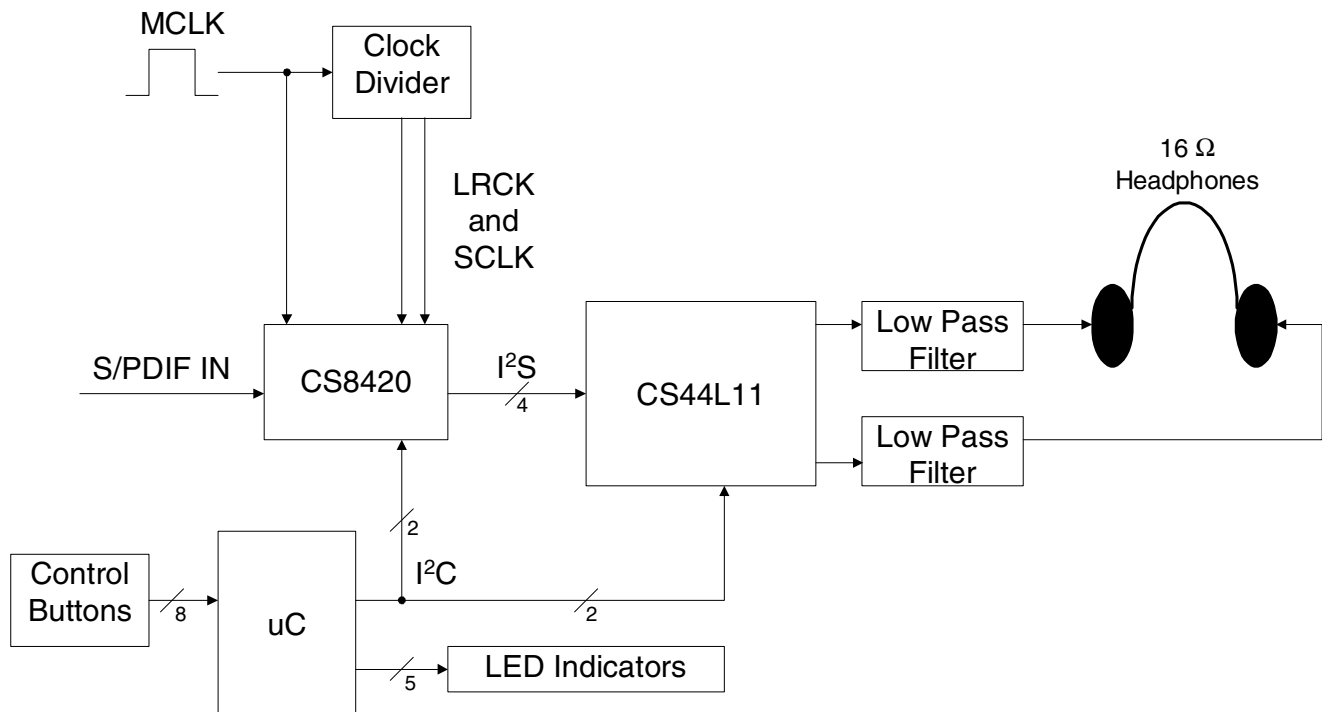 MCLK
Clock
Divider
LRCK
and
SCLK
16 Ω
Headphones
S/PDIF IN
CS8420
I²S
4
CS44L11
Low Pass
Filter
Low Pass
Filter
2
Control
Buttons
8
uC
I²C
2
5
LED Indicators